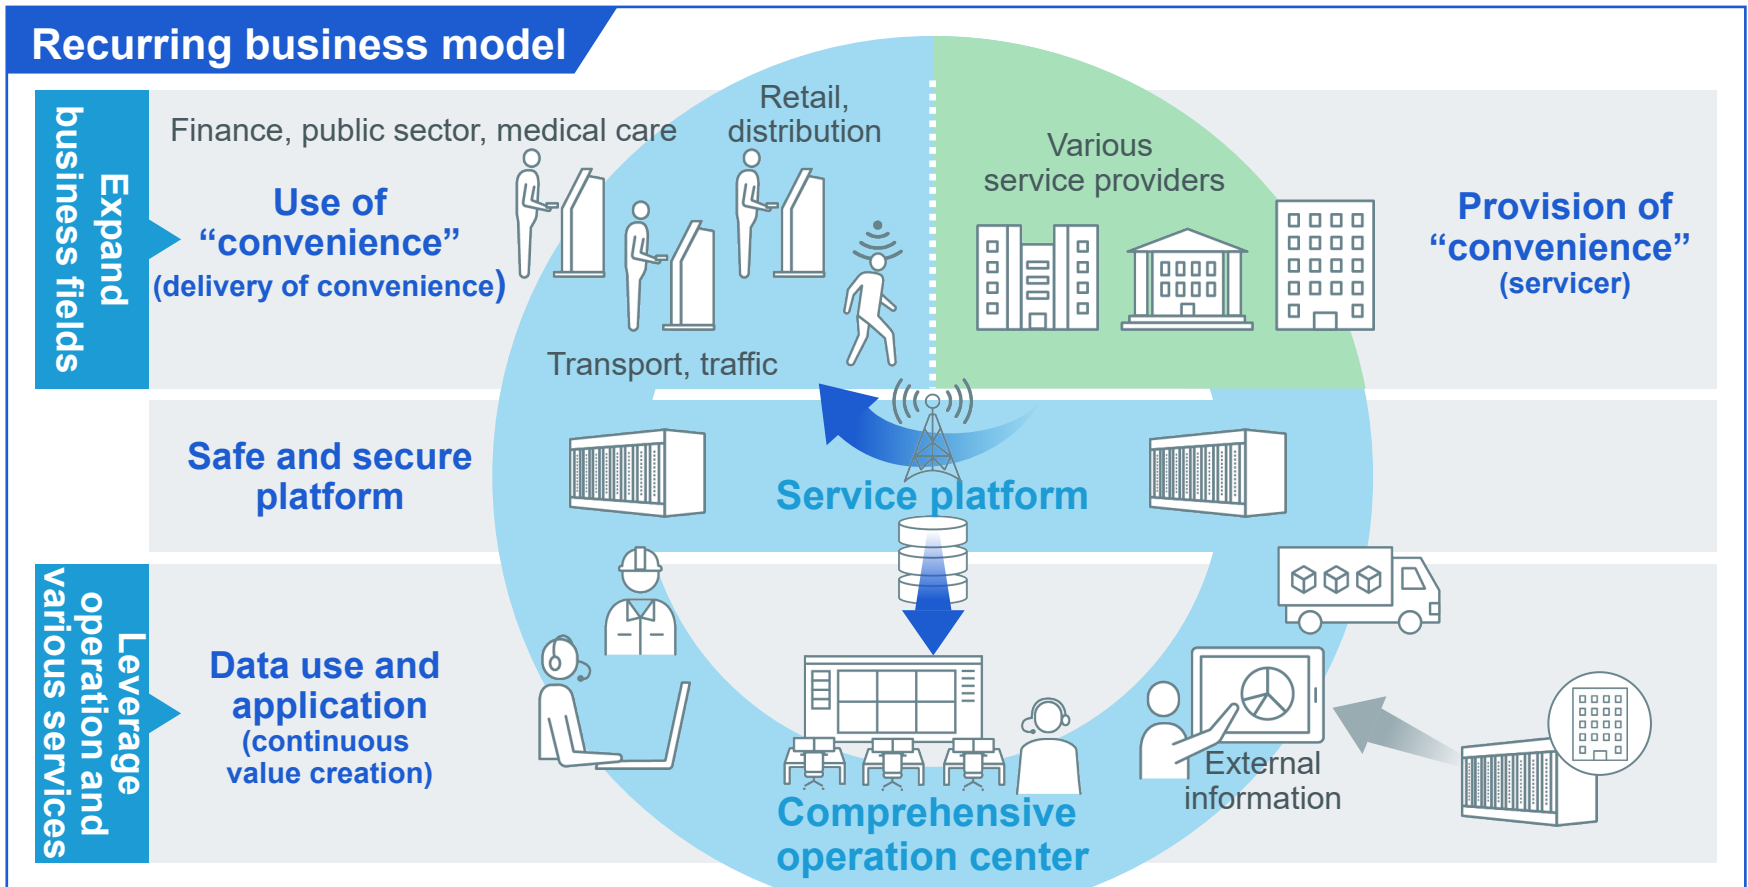 Recurring business model
Expand
business fields
Finance, public sector, medical care
Retail,
distribution
Use of
“convenience”
(delivery of convenience)
Transport, traffic
Various
service providers
Provision of
“convenience”
(servicer)
Safe and secure
platform
Service platform
Leverage
operation and
various services
Data use and
application
(continuous
value creation)
Comprehensive
operation center
External
information